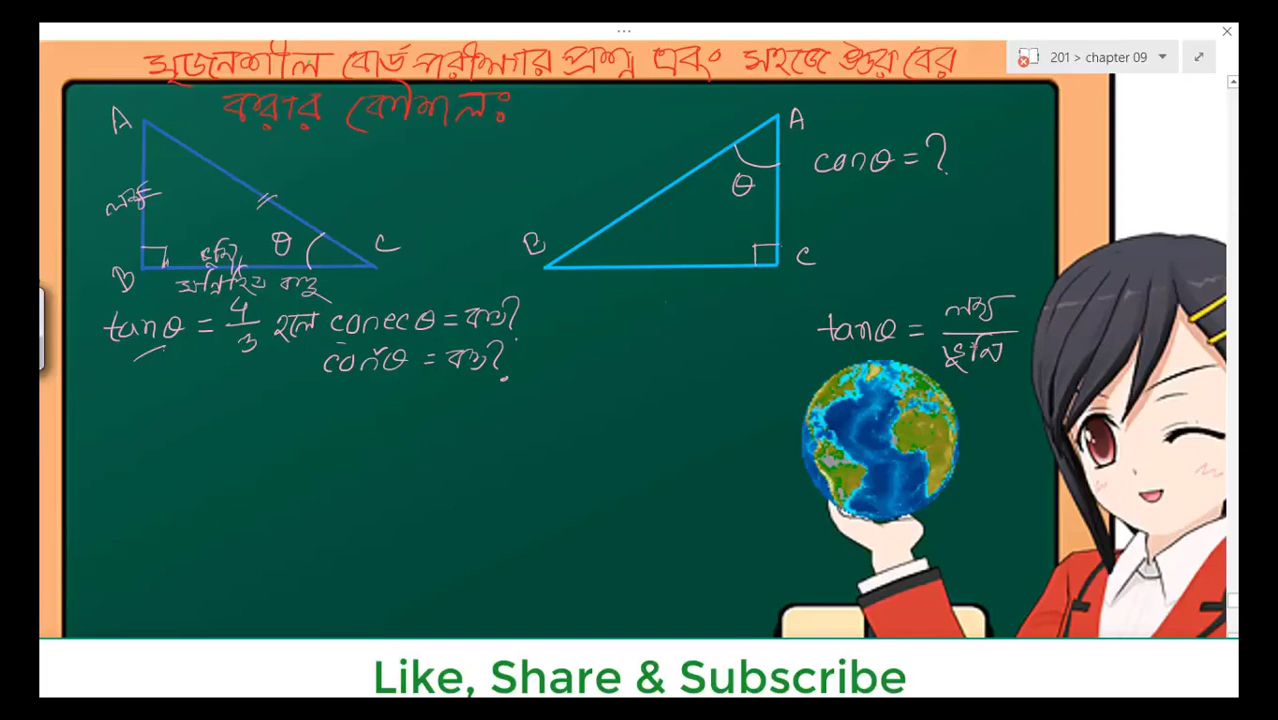 সৃজনশীল বোর্ড পরীক্ষার প্রশ্ন এবং সহজে উত্তর বের
করার কৌশলঃ
201 > chapter 09
A
লম্ব
B
ভূমি
θ
C
সন্নিহিত বাহু
A
θ
B
C
cosθ = ?
tanθ = 4/3 হলে cosecθ = কত?
cosθ = কত?
tanθ = লম্ব/ভূমি
Like, Share & Subscribe